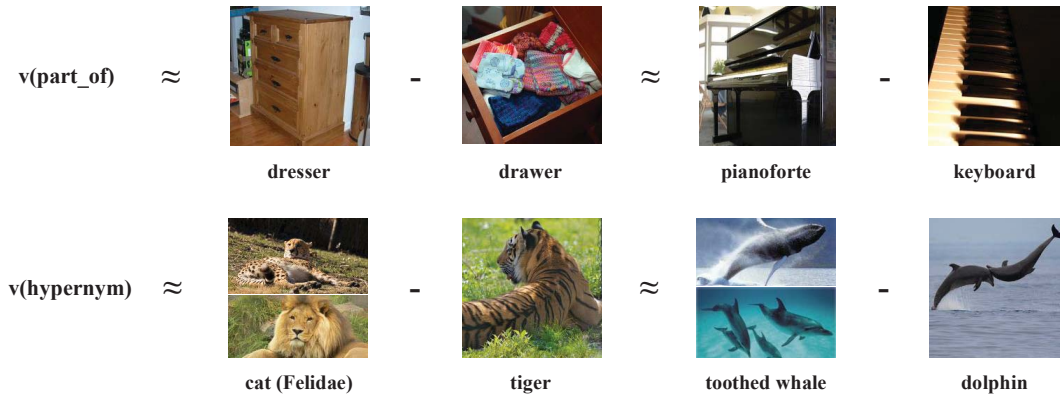 v(part_of) ≈ - ≈ -
dresser drawer pianoforte keyboard
v(hypernym) ≈ - ≈ -
cat (Felidae) tiger toothed whale dolphin